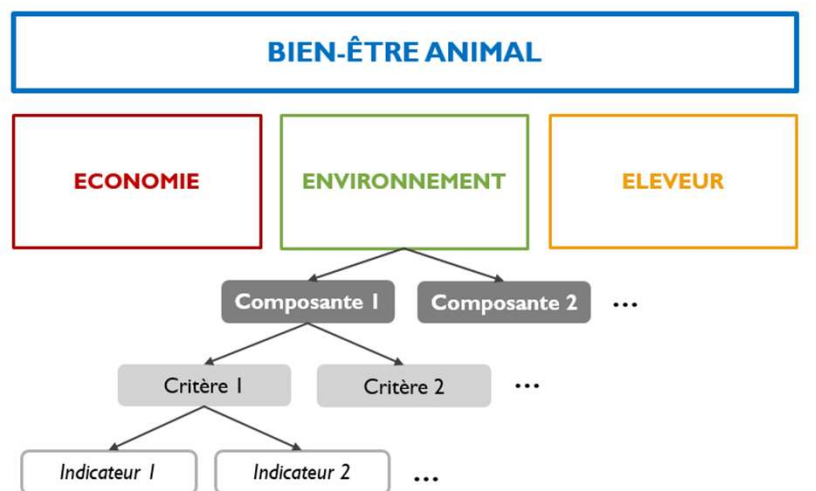 BIEN-ÊTRE ANIMAL
ECONOMIE
ENVIRONNEMENT
ELEVEUR
Composante 1
Composante 2
...
Critère 1
Critère 2
...
Indicateur 1
Indicateur 2
...